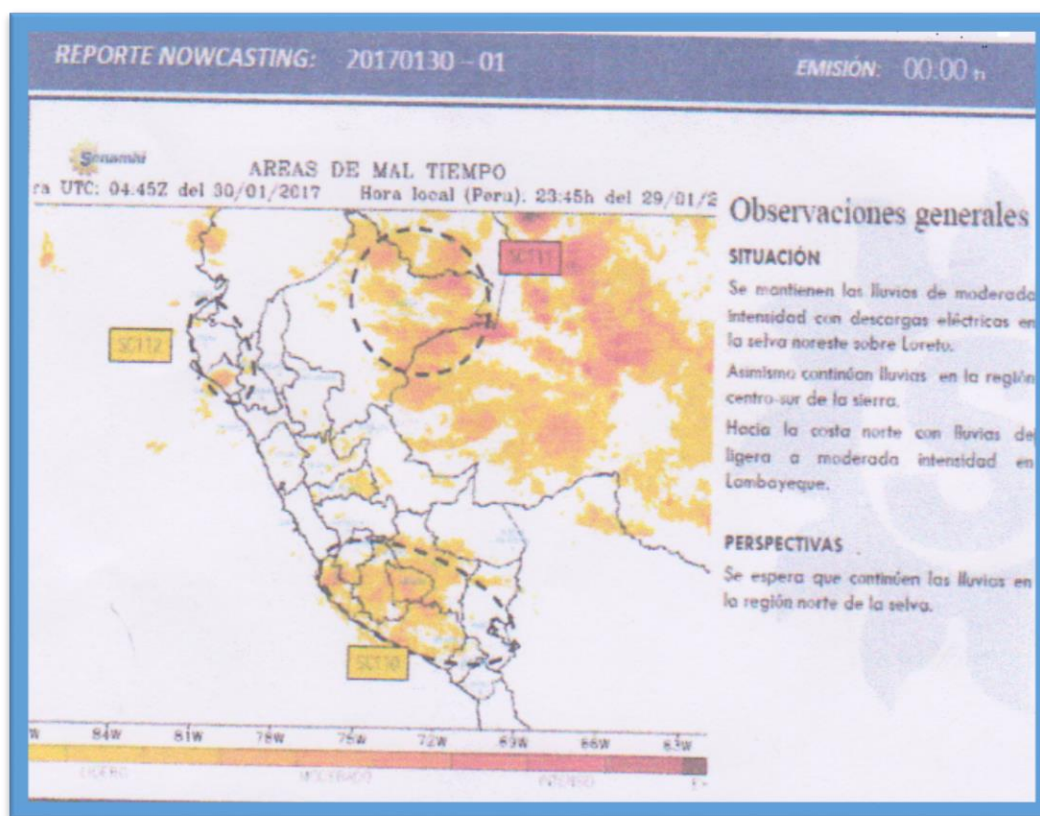 REPORTE NOWCASTING: 20170130 – 01
EMISIÓN: 00:00 h
Senamhi
AREAS DE MAL TIEMPO
ra UTC: 04:45Z del 30/01/2017 Hora local (Peru): 23:45h del 29/01/2
SCT11
SCT12
SCT10
84W 81W 78W 75W 72W 69W 66W 63W
LIGERO MODERADO INTENSO
Observaciones generales
SITUACIÓN
Se mantienen las lluvias de moderada
intensidad con descargas eléctricas en
la selva noreste sobre Loreto.
Asimismo continúan lluvias en la región
centro-sur de la sierra.
Hacia la costa norte con lluvias de
ligera a moderada intensidad en
Lambayeque.
PERSPECTIVAS
Se espera que continúen las lluvias en
la región norte de la selva.